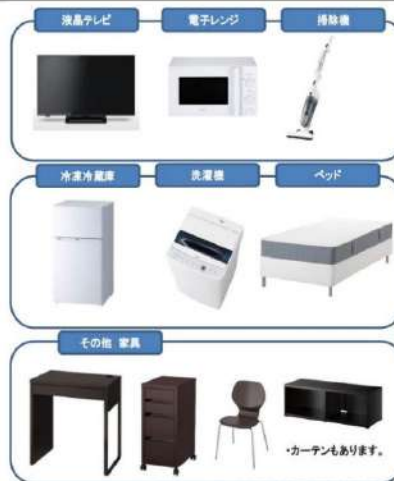 液晶テレビ
電子レンジ
掃除機
冷凍冷蔵庫
洗濯機
ベッド
その他 家具
・カーテンもあります。